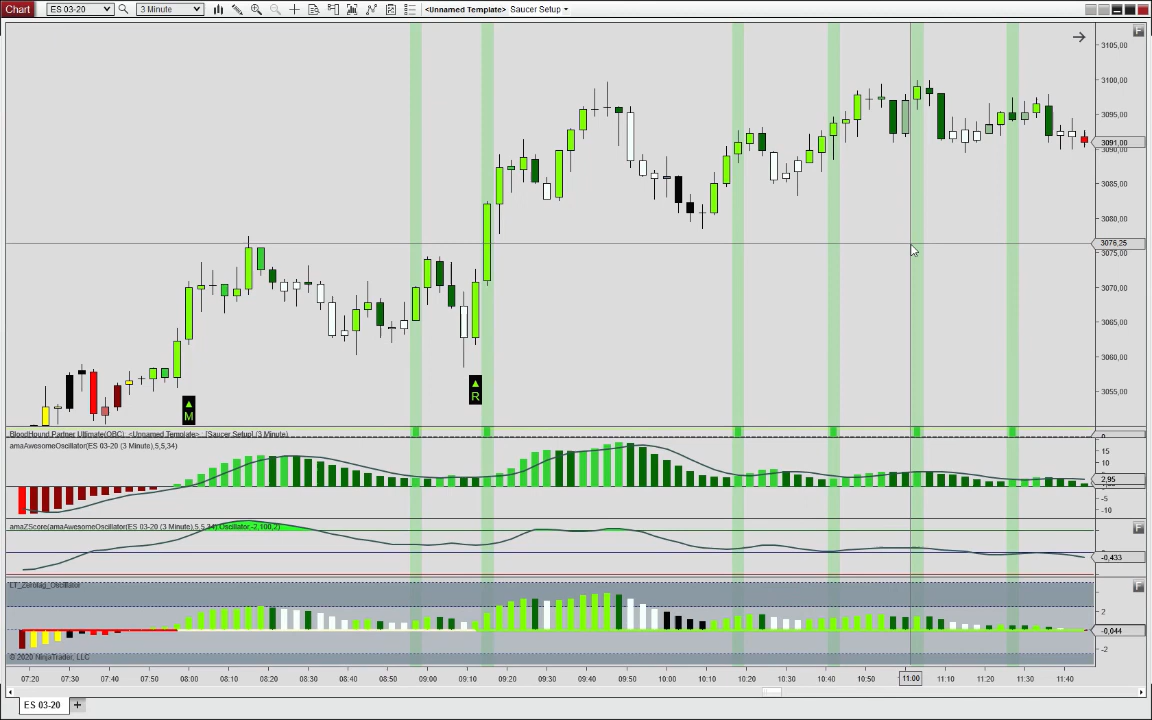 Chart ES 03-20 3 Minute <Unnamed Template> Saucer Setup
F
3105,00
3100,00
3095,00
3091,00
3090,00
3085,00
3080,00
3076,25
3075,00
3070,00
3065,00
3060,00
3055,00
M
R
BloodHound Partner Ultimate(OBC), <Unnamed Template> : [Saucer Setup] (3 Minute)
0
amaAwesomeOscillator(ES 03-20 (3 Minute),5,5,34)
15
10
2,95
-5
-10
amaZScore(amaAwesomeOscillator(ES 03-20 (3 Minute),5,5,34).Oscillator,-2,100,2)
F
-0,433
LT_Zerolag_Oscillator
F
2
-0,044
-2
© 2020 NinjaTrader, LLC
07:20 07:30 07:40 07:50 08:00 08:10 08:20 08:30 08:40 08:50 09:00 09:10 09:20 09:30 09:40 09:50 10:00 10:10 10:20 10:30 10:40 10:50 11:00 11:10 11:20 11:30 11:40
ES 03-20 +